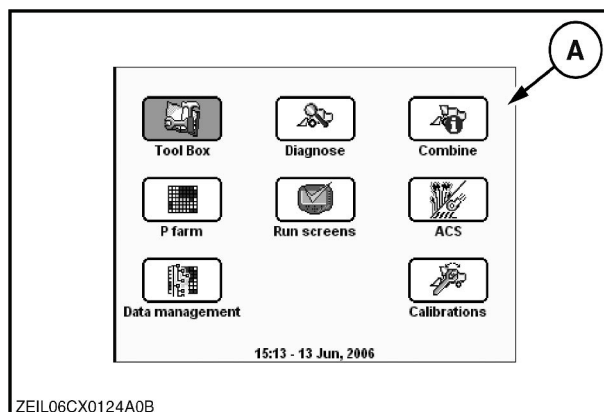 A
Tool Box Diagnose Combine
P farm Run screens ACS
Data management Calibrations
15:13 - 13 Jun, 2006
ZEIL06CX0124A0B